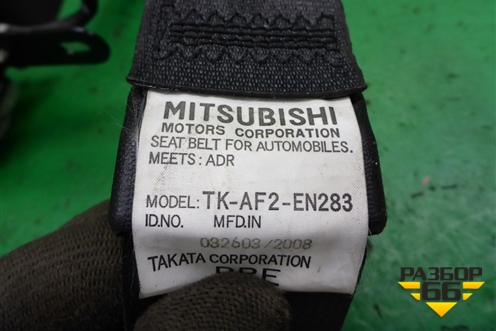 MITSUBISHI
MOTORS CORPORATION
SEAT BELT FOR AUTOMOBILES.
MEETS: ADR
MODEL: TK-AF2-EN283
ID.NO. MFD.IN
032603/2008
TAKATA CORPORATION
РАЗБОР
66